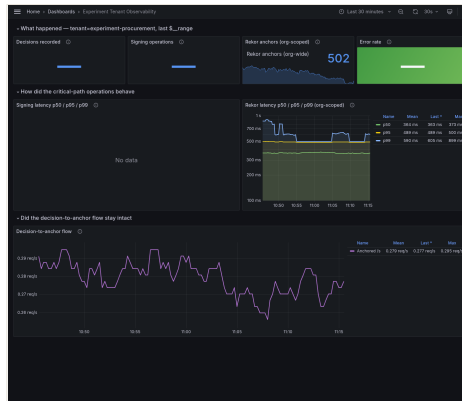 Home › Dashboards › Experiment Tenant Observability
Last 30 minutes
30s
What happened — tenant=experiment-procurement, last $__range
Decisions recorded
Signing operations
Rekor anchors (org-scoped)
Error rate
Rekor anchors (org-wide)
502
How did the critical-path operations behave
Signing latency p50 / p95 / p99
No data
Rekor latency p50 / p95 / p99 (org-scoped)
1 s
700 ms
500 ms
300 ms
200 ms
100 ms
10:50 10:55 11:00 11:05 11:10 11:15
Name Mean Last * Max
p50
p95
p99
Did the decision-to-anchor flow stay intact
Decision-to-anchor flow
0.29 req/s
0.28 req/s
0.27 req/s
0.26 req/s
10:50 10:55 11:00 11:05 11:10 11:15
Name Mean Last * Max
Anchored /s 0.279 req/s 0.277 req/s 0.295 req/s